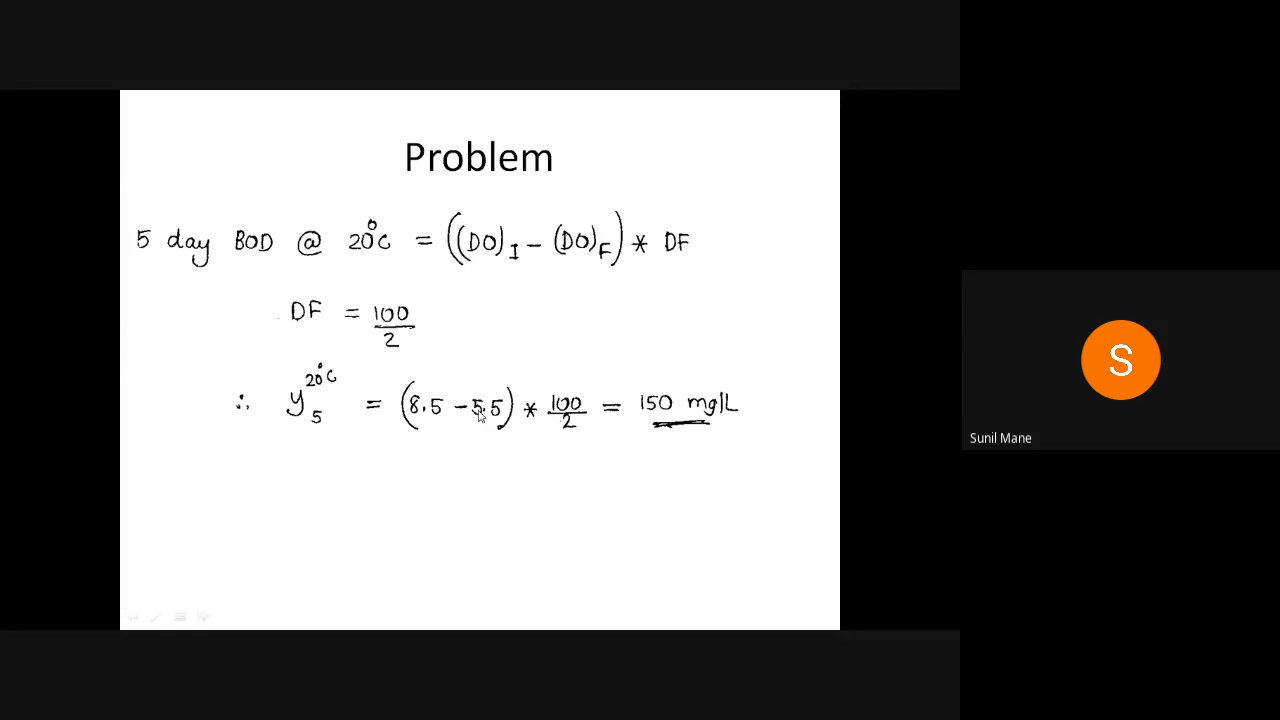 Problem
5 day BOD @ 20°C = ((DO)I - (DO)F) * DF
DF = 100/2
∴ y5^20°C = (8.5 - 5.5) * 100/2 = 150 mg/L
S
Sunil Mane